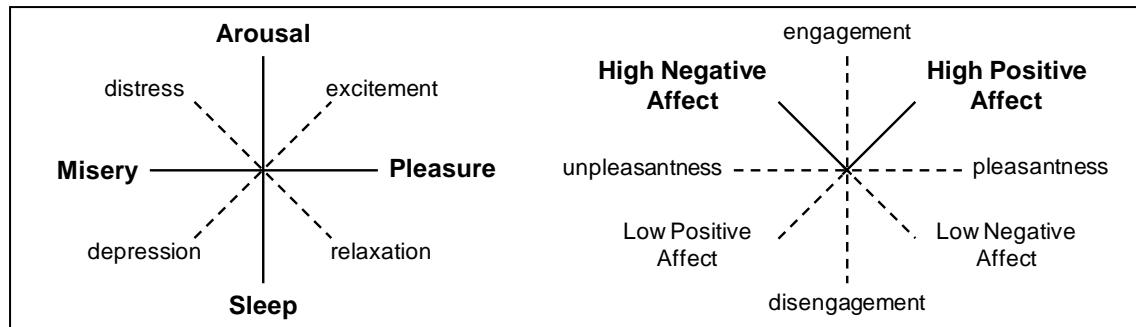 Arousal
distress
excitement
Misery
Pleasure
depression
relaxation
Sleep
engagement
High Negative
Affect
High Positive
Affect
unpleasantness
pleasantness
Low Positive
Affect
Low Negative
Affect
disengagement